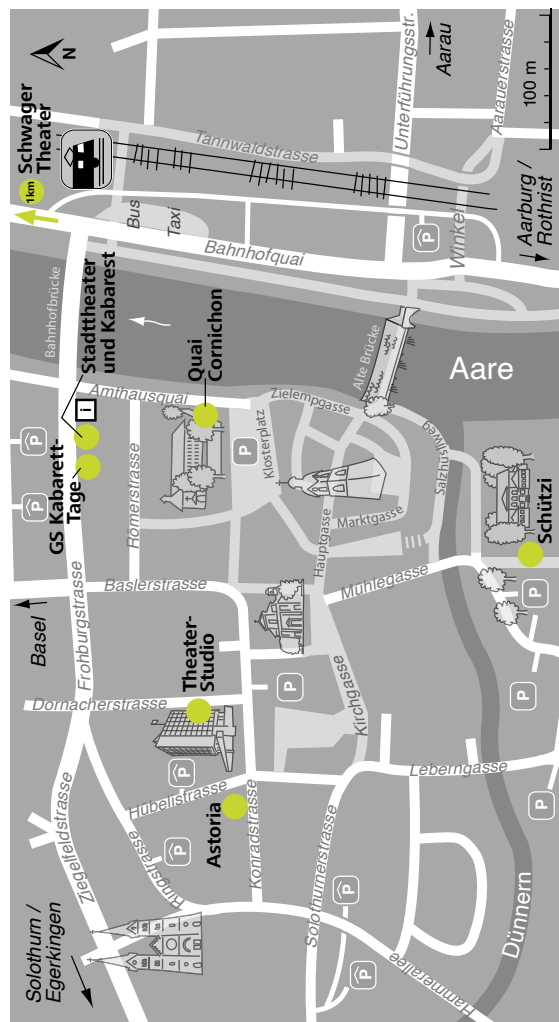 Solothurn /
Egerkingen
Basel
N
Ziegelfeldstrasse
Frohburgstrasse
GS Kabarett-
Tage
Stadttheater
und Kabarest
i
Bahnhofbrücke
1km
Schwager
Theater
Ringstrasse
Hübelistrasse
Dornacherstrasse
Baslerstrasse
Römerstrasse
Amthausquai
Bus
Taxi
Tannwaldstrasse
Theater-
Studio
Quai
Cornichon
Astoria
Konradstrasse
Klosterplatz
Bahnhofquai
Zielempgasse
Hauptgasse
Marktgasse
Kirchgasse
Solothurnerstrasse
Mühlegasse
Alte Brücke
Unterführungsstr.
Aarau
Hammerallee
Leberngasse
Salzhüsliweg
Winkel
Aare
Aarauerstrasse
Dünnern
Schützi
Aarburg /
Rothrist
100 m
P
P
P
P
P
P
P
P
P
P
P
P